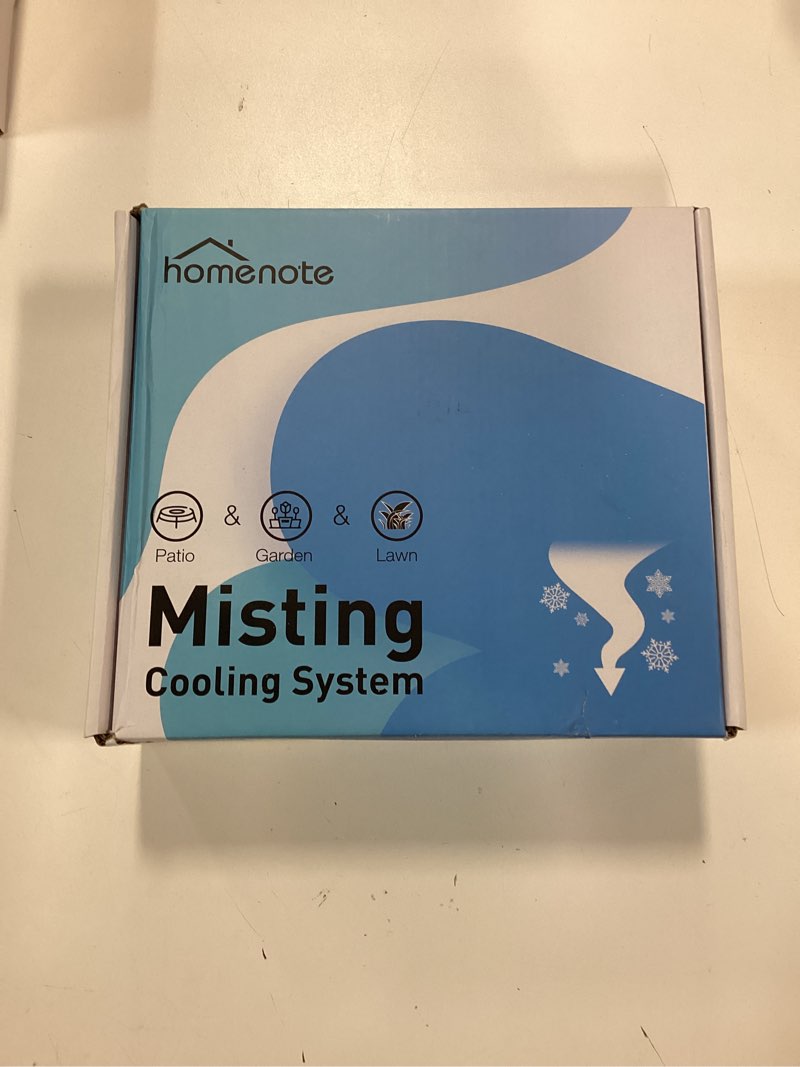 homenote
& &
Patio Garden Lawn
Misting
Cooling System